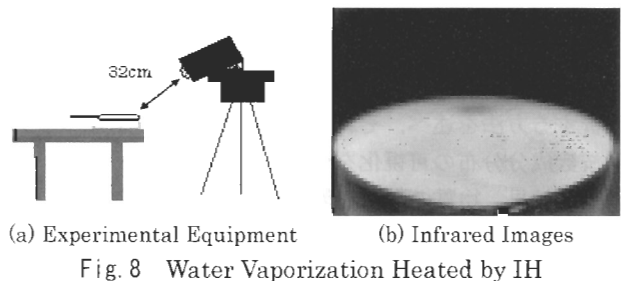 32cm
(a) Experimental Equipment
(b) Infrared Images
Fig. 8 Water Vaporization Heated by IH